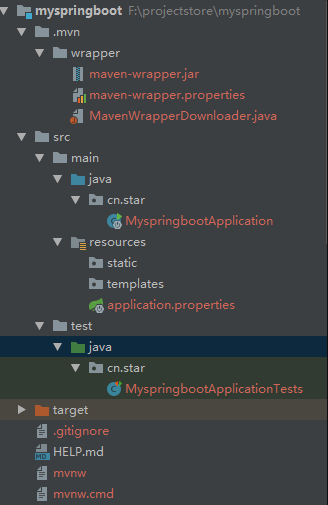 myspringboot F:\projectstore\myspringboot
.mvn
wrapper
maven-wrapper.jar
maven-wrapper.properties
MavenWrapperDownloader.java
src
main
java
cn.star
MyspringbootApplication
resources
static
templates
application.properties
test
java
cn.star
MyspringbootApplicationTests
target
.gitignore
HELP.md
mvnw
mvnw.cmd